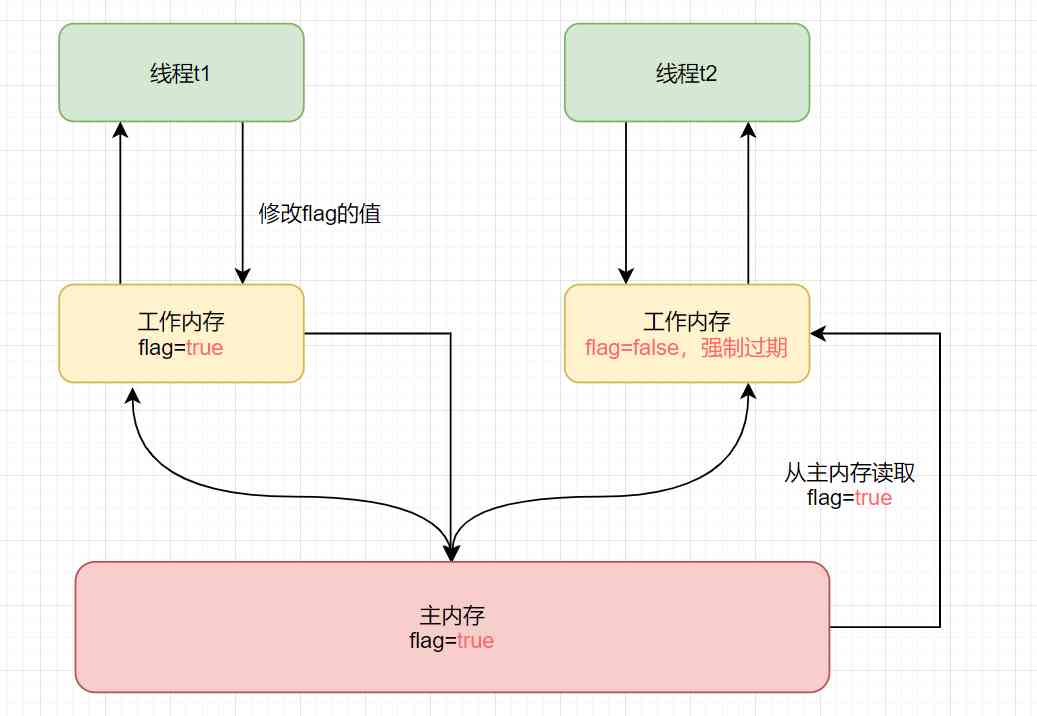 线程t1
线程t2
修改flag的值
工作内存
flag=true
工作内存
flag=false，强制过期
从主内存读取
flag=true
主内存
flag=true